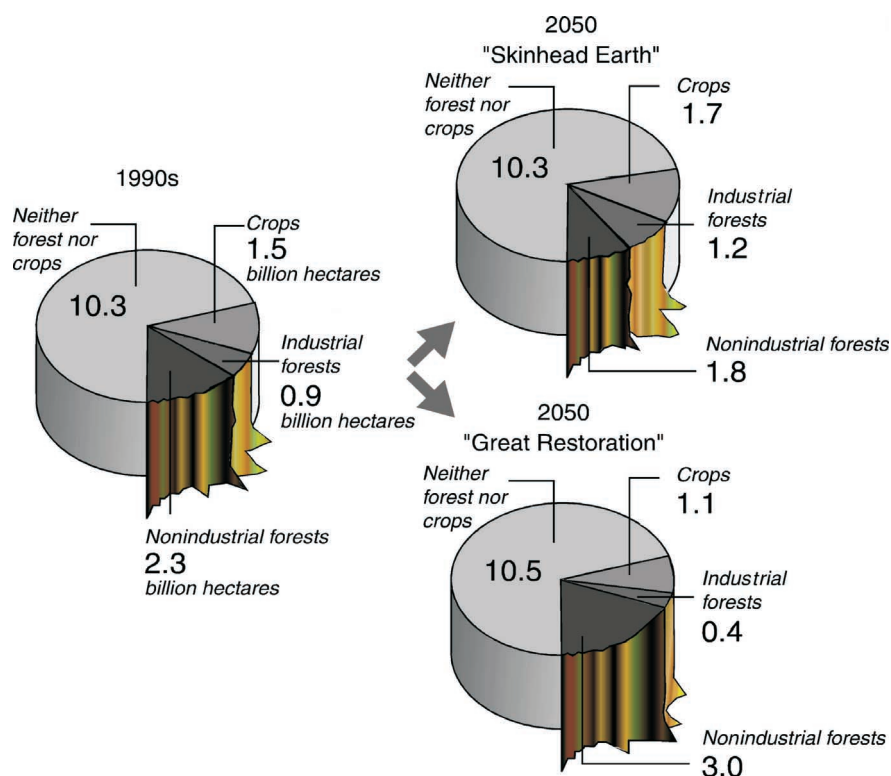 1990s
Neither
forest nor
crops
10.3
Crops
1.5
billion hectares
Industrial
forests
0.9
billion hectares
Nonindustrial forests
2.3
billion hectares
2050
"Skinhead Earth"
Neither
forest nor
crops
10.3
Crops
1.7
Industrial
forests
1.2
Nonindustrial forests
1.8
2050
"Great Restoration"
Neither
forest nor
crops
10.5
Crops
1.1
Industrial
forests
0.4
Nonindustrial forests
3.0